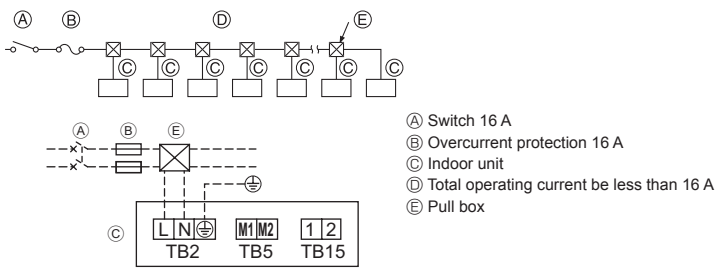 Ⓐ Ⓑ Ⓓ Ⓔ
Ⓒ Ⓒ Ⓒ Ⓒ Ⓒ Ⓒ Ⓒ
Ⓐ Ⓑ Ⓔ
Ⓒ L N M1 M2 1 2
TB2 TB5 TB15
Ⓐ Switch 16 A
Ⓑ Overcurrent protection 16 A
Ⓒ Indoor unit
Ⓓ Total operating current be less than 16 A
Ⓔ Pull box